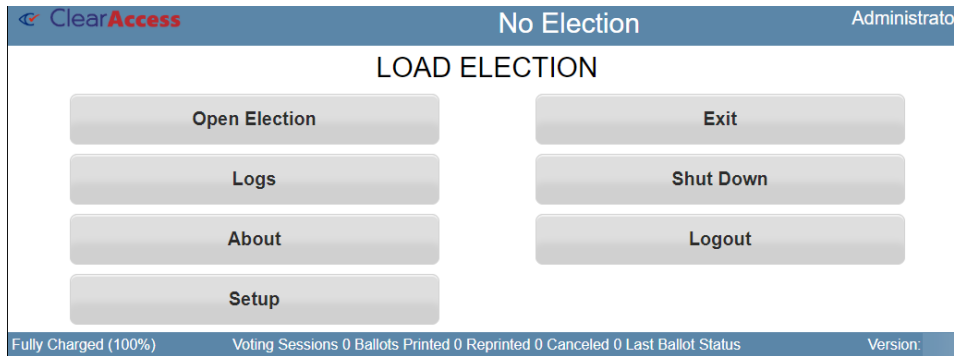 ClearAccess No Election Administrato
LOAD ELECTION
Open Election Exit
Logs Shut Down
About Logout
Setup
Fully Charged (100%) Voting Sessions 0 Ballots Printed 0 Reprinted 0 Canceled 0 Last Ballot Status Version: